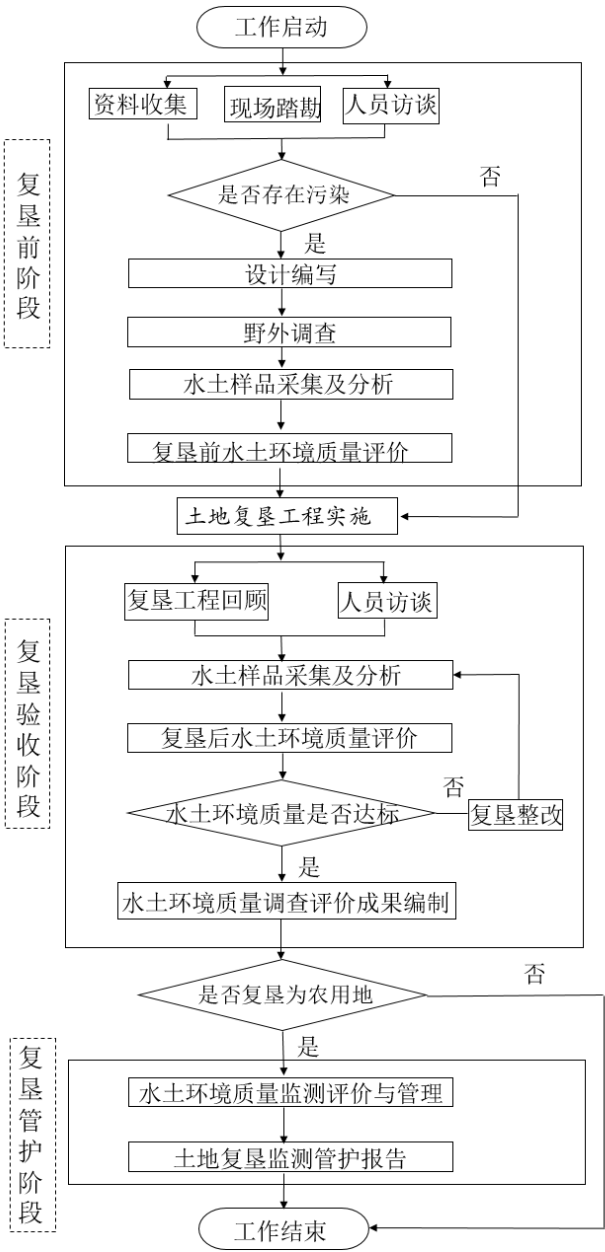 工作启动
资料收集
现场踏勘
人员访谈
复垦前阶段
是否存在污染
否
是
设计编写
野外调查
水土样品采集及分析
复垦前水土环境质量评价
土地复垦工程实施
复垦工程回顾
人员访谈
复垦验收阶段
水土样品采集及分析
复垦后水土环境质量评价
水土环境质量是否达标
否
复垦整改
是
水土环境质量调查评价成果编制
是否复垦为农用地
否
是
复垦管护阶段
水土环境质量监测评价与管理
土地复垦监测管护报告
工作结束